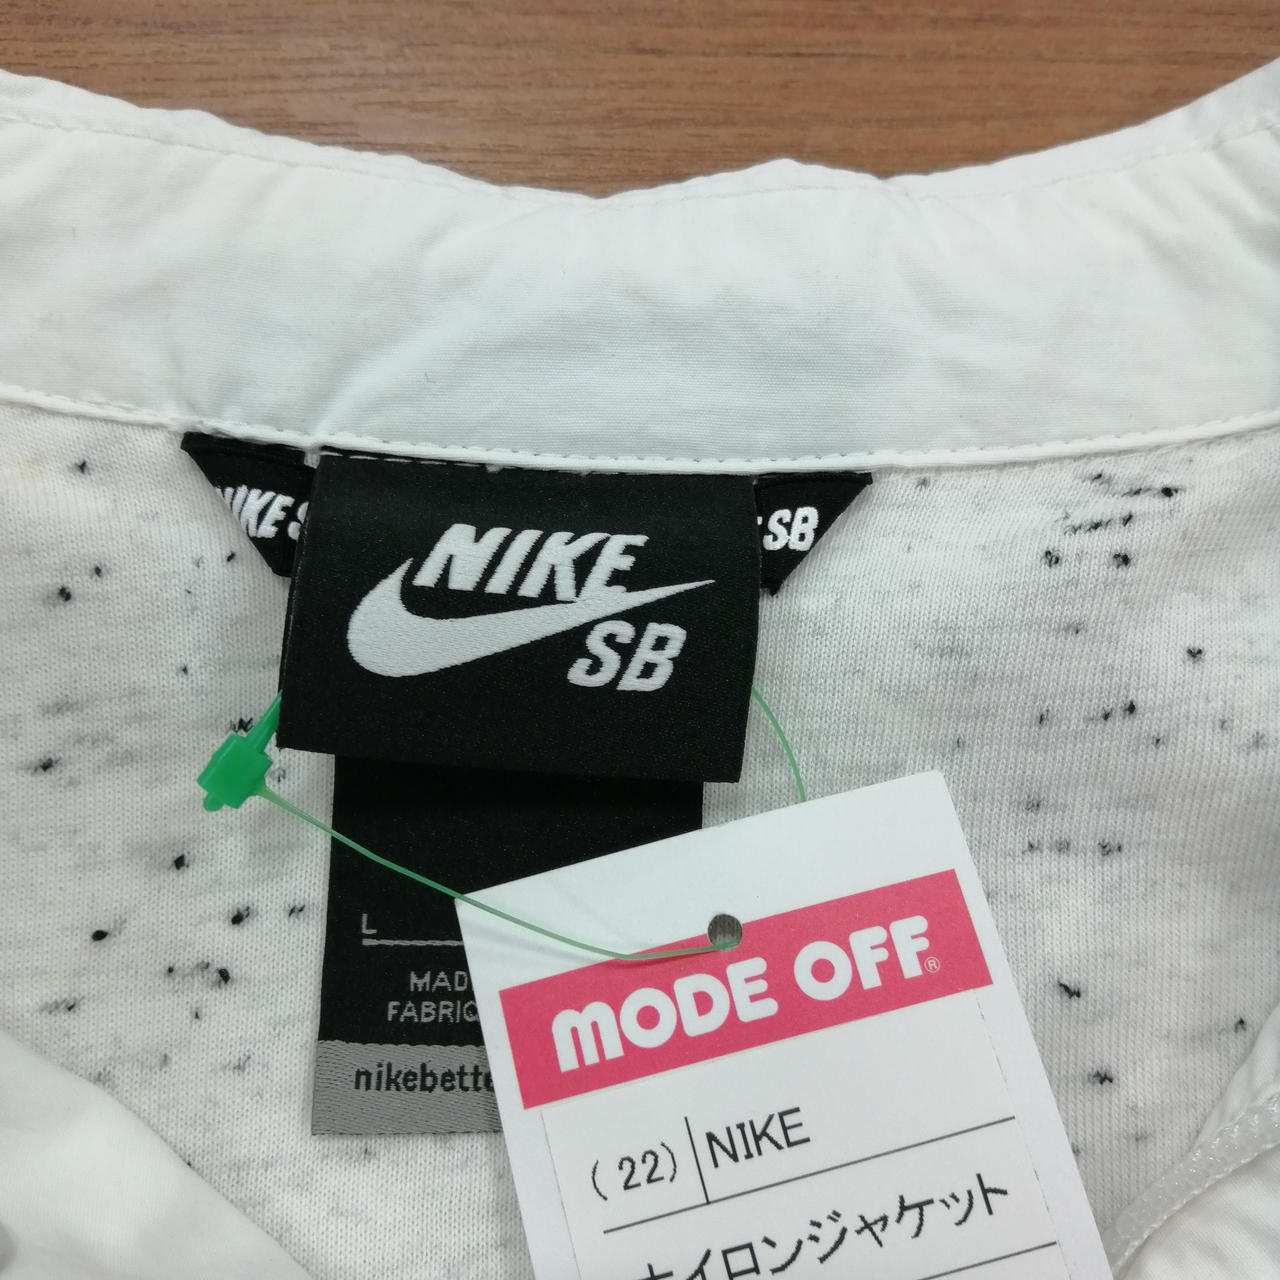 NIKE
SB
NIKE S
SB
L
MAD
FABRIQ
nikebette
MODE OFF®
(22) NIKE
ナイロンジャケット